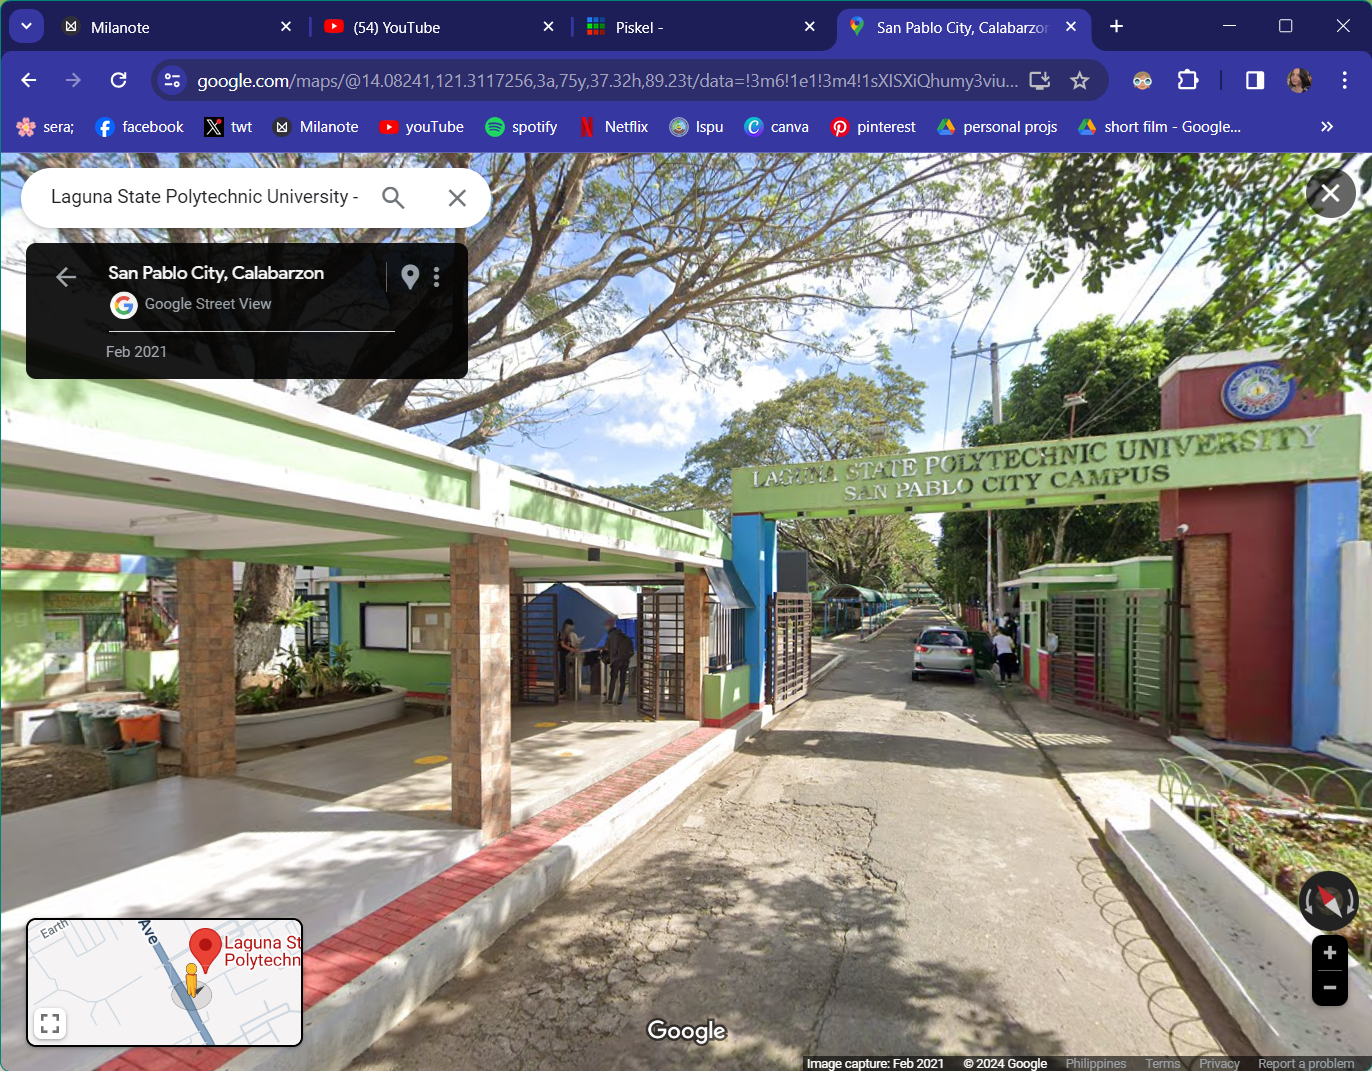 Milanote
(54) YouTube
Piskel -
San Pablo City, Calabarzon
google.com/maps/@14.08241,121.3117256,3a,75y,37.32h,89.23t/data=!3m6!1e1!3m4!1sXISXiQhumy3viu...
sera;
facebook
twt
Milanote
youTube
spotify
Netflix
lspu
canva
pinterest
personal projs
short film - Google...
Laguna State Polytechnic University -
San Pablo City, Calabarzon
Google Street View
Feb 2021
LAGUNA STATE POLYTECHNIC UNIVERSITY
SAN PABLO CITY CAMPUS
Earth
Ave
Laguna St
Polytechn
Google
Image capture: Feb 2021 © 2024 Google Philippines Terms Privacy Report a problem